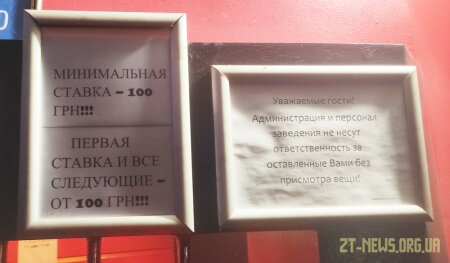 МИНИМАЛЬНАЯ
СТАВКА – 100
ГРН!!!
ПЕРВАЯ
СТАВКА И ВСЕ
СЛЕДУЮЩИЕ –
ОТ 100 ГРН!!!
Уважаемые гости!
Администрация и персонал
заведения не несут
ответственность за
оставленные Вами без
присмотра вещи!
ZT-NEWS.ORG.UA